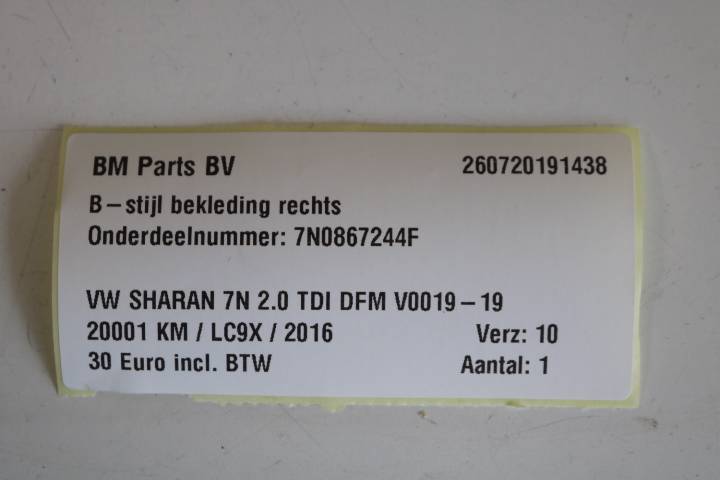 BM Parts BV 260720191438
B-stijl bekleding rechts
Onderdeelnummer: 7N0867244F
VW SHARAN 7N 2.0 TDI DFM V0019-19
20001 KM / LC9X / 2016 Verz: 10
30 Euro incl. BTW Aantal: 1